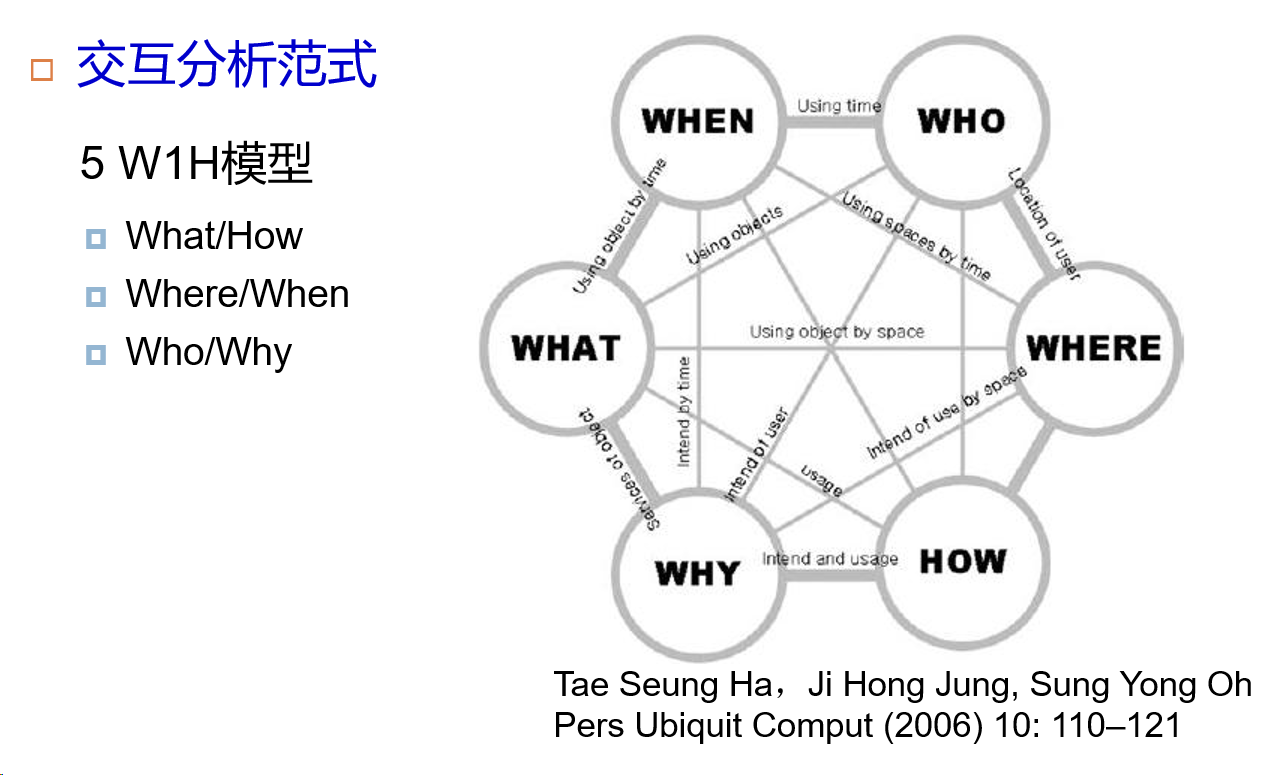 交互分析范式
5 W1H模型
What/How
Where/When
Who/Why
WHEN
Using time
WHO
Using object by time
Using objects
Using spaces by time
Location of user
WHAT
Using object by space
WHERE
Intend by time
Intend of user
Intend of use by space
usage
Services of object
WHY
Intend and usage
HOW
Tae Seung Ha，Ji Hong Jung, Sung Yong Oh
Pers Ubiquit Comput (2006) 10: 110–121